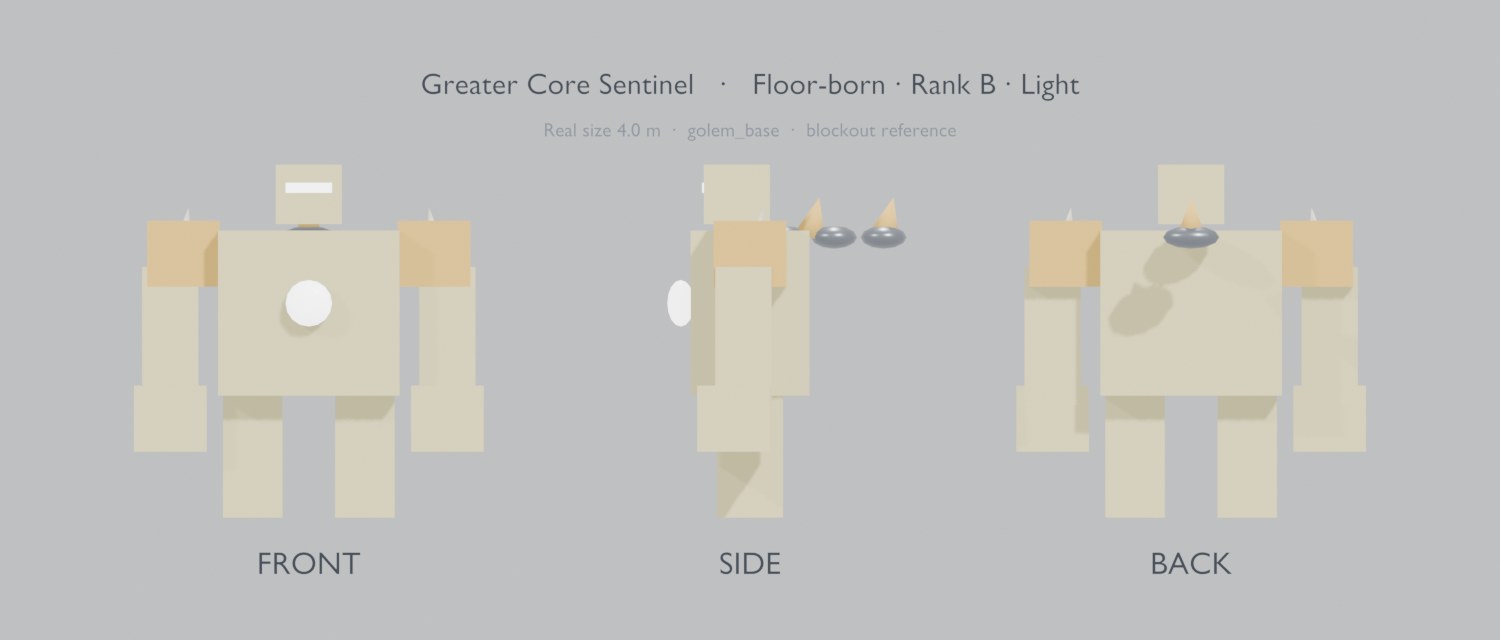 Greater Core Sentinel · Floor-born · Rank B · Light
Real size 4.0 m · golem_base · blockout reference
FRONT
SIDE
BACK